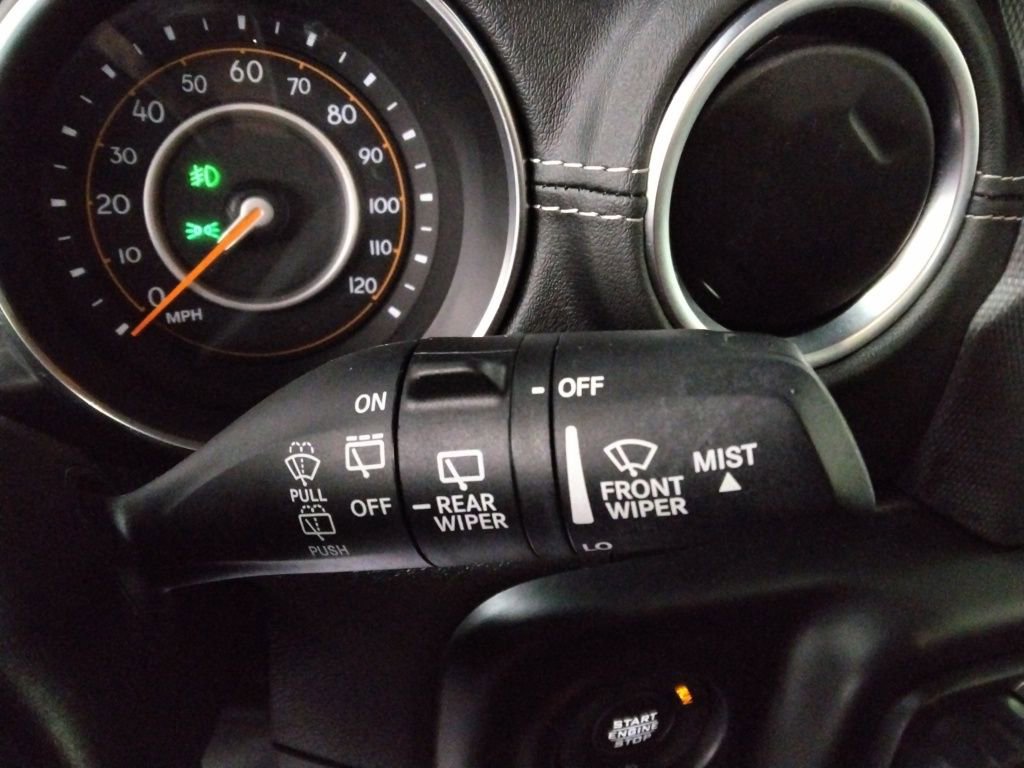 60
50
70
40
80
30
90
20
100
10
110
0
120
MPH
ON
OFF
OFF
PULL
PUSH
REAR
WIPER
FRONT
WIPER
MIST
LO
START
ENGINE
STOP